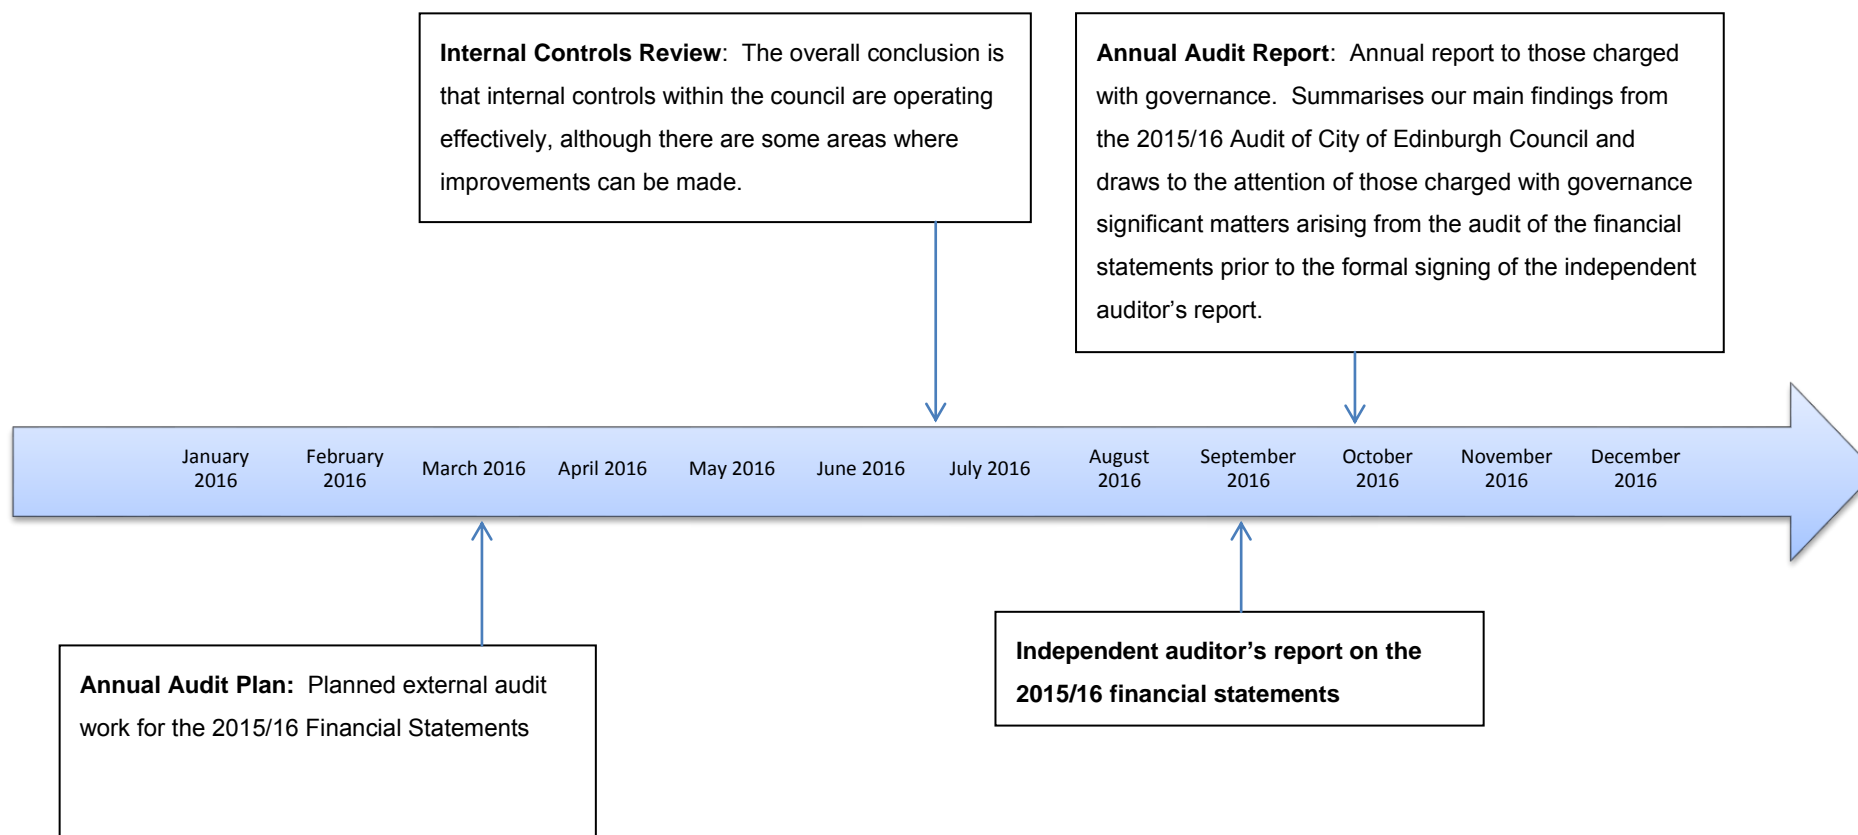 Internal Controls Review:  The overall conclusion is
that internal controls within the council are operating
effectively, although there are some areas where
improvements can be made.
Annual Audit Report:  Annual report to those charged
with governance.  Summarises our main findings from
the 2015/16 Audit of City of Edinburgh Council and
draws to the attention of those charged with governance
significant matters arising from the audit of the financial
statements prior to the formal signing of the independent
auditor’s report.
January
2016
February
2016
March 2016
April 2016
May 2016
June 2016
July 2016
August
2016
September
2016
October
2016
November
2016
December
2016
Annual Audit Plan:  Planned external audit
work for the 2015/16 Financial Statements
Independent auditor’s report on the
2015/16 financial statements